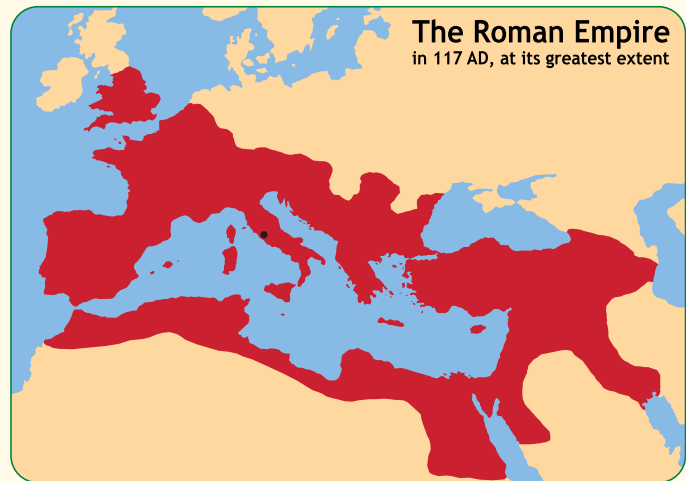 The Roman Empire
in 117 AD, at its greatest extent